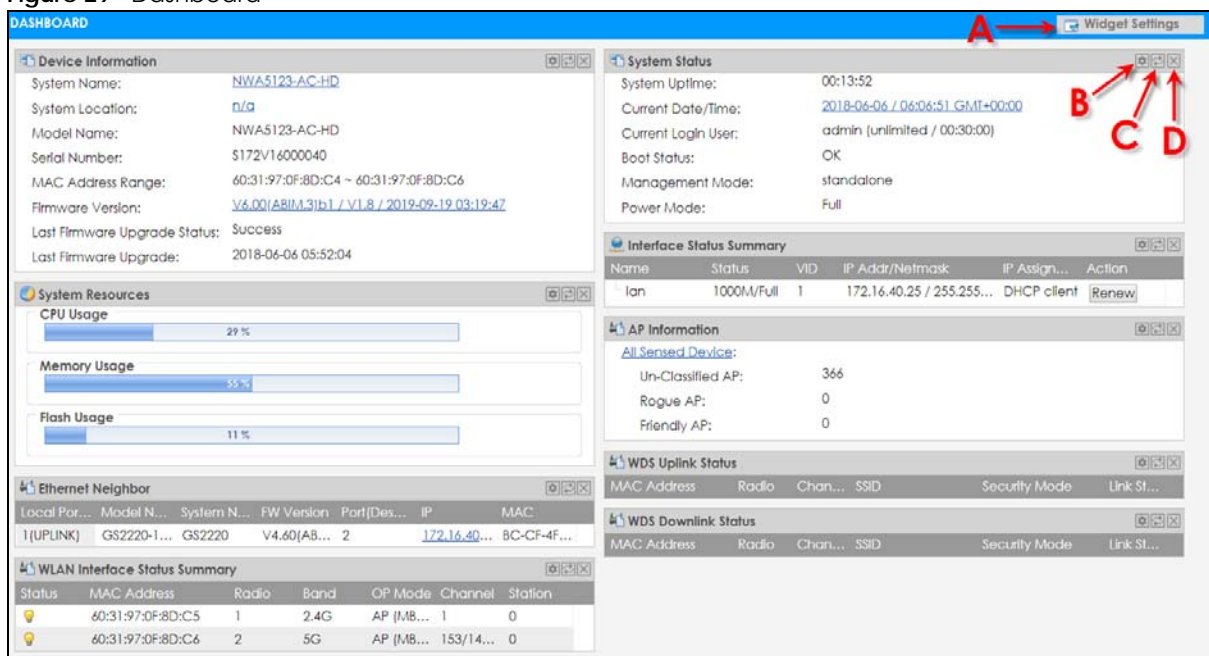 DASHBOARD
A
Widget Settings
Device Information
System Name: NWA5123-AC-HD
System Location: n/a
Model Name: NWA5123-AC-HD
Serial Number: S172V16000040
MAC Address Range: 60:31:97:0F:8D:C4 ~ 60:31:97:0F:8D:C6
Firmware Version: V6.00(ABIM.3)b1 / V1.8 / 2019-09-19 03:19:47
Last Firmware Upgrade Status: Success
Last Firmware Upgrade: 2018-06-06 05:52:04
System Resources
CPU Usage
29 %
Memory Usage
55 %
Flash Usage
11 %
Ethernet Neighbor
Local Por... Model N... System N... FW Version Port(Des... IP MAC
1(UPLINK) GS2220-1... GS2220 V4.60(AB... 2 172.16.40... BC-CF-4F...
WLAN Interface Status Summary
Status MAC Address Radio Band OP Mode Channel Station
60:31:97:0F:8D:C5 1 2.4G AP (MB... 1 0
60:31:97:0F:8D:C6 2 5G AP (MB... 153/14... 0
System Status
B
C
D
System Uptime: 00:13:52
Current Date/Time: 2018-06-06 / 06:06:51 GMT+00:00
Current Login User: admin (unlimited / 00:30:00)
Boot Status: OK
Management Mode: standalone
Power Mode: Full
Interface Status Summary
Name Status VID IP Addr/Netmask IP Assign... Action
lan 1000M/Full 1 172.16.40.25 / 255.255... DHCP client Renew
AP Information
All Sensed Device:
Un-Classified AP: 366
Rogue AP: 0
Friendly AP: 0
WDS Uplink Status
MAC Address Radio Chan... SSID Security Mode Link St...
WDS Downlink Status
MAC Address Radio Chan... SSID Security Mode Link St...